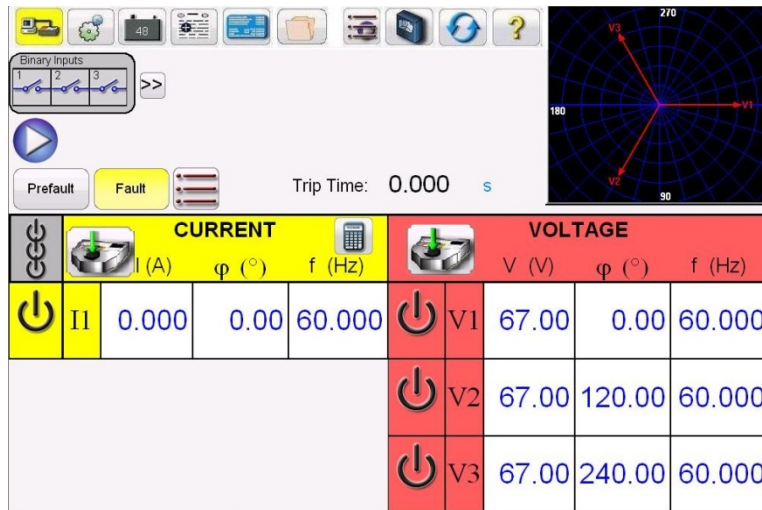 48
?
Binary Inputs
1 2 3
>>
Prefault Fault Trip Time: 0.000 s
270
V3
180 V1
V2
90
CURRENT VOLTAGE
I (A) φ (°) f (Hz) V (V) φ (°) f (Hz)
I1 0.000 0.00 60.000 V1 67.00 0.00 60.000
V2 67.00 120.00 60.000
V3 67.00 240.00 60.000